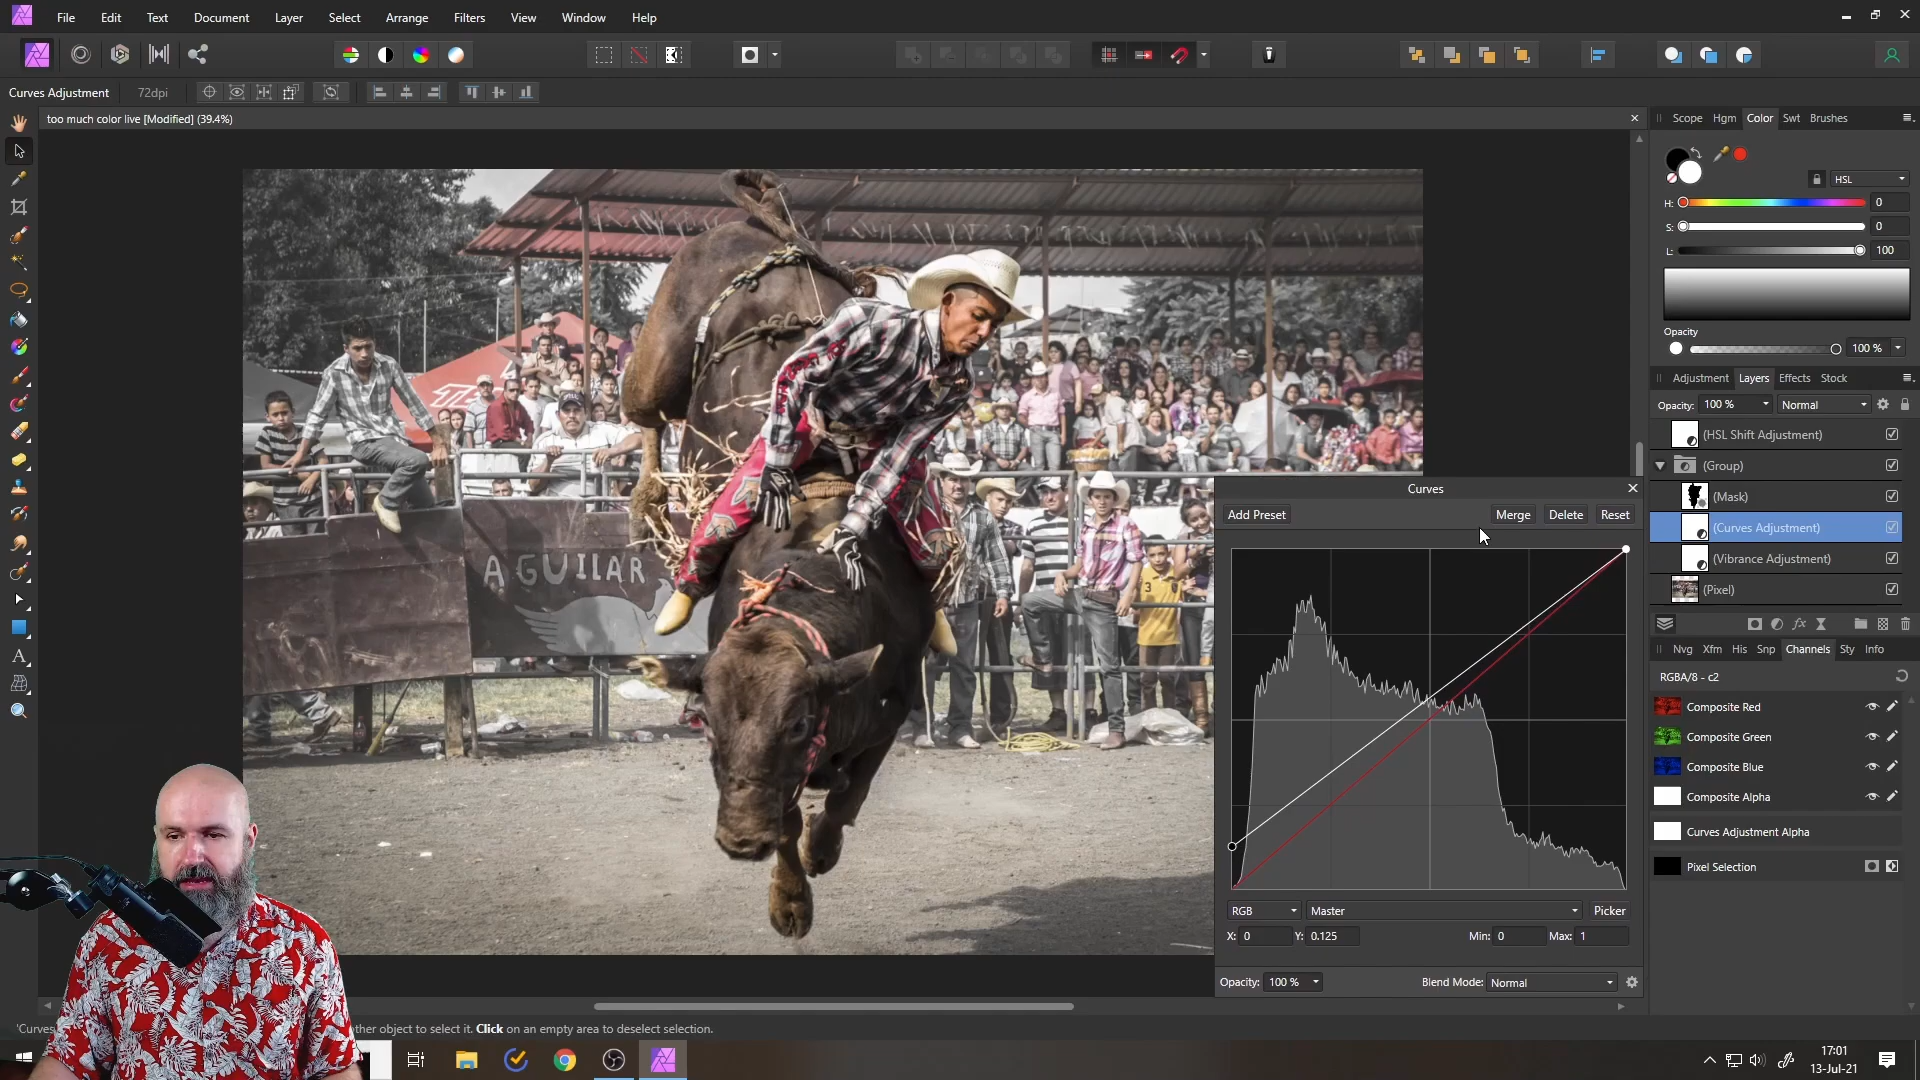 File Edit Text Document Layer Select Arrange Filters View Window Help
Curves Adjustment 72dpi
too much color live [Modified] (39.4%)
Scope Hgm Color Swt Brushes
HSL
H: 0
S: 0
L: 100
Opacity
100 %
Adjustment Layers Effects Stock
Opacity: 100 % Normal
(HSL Shift Adjustment)
(Group)
(Mask)
(Curves Adjustment)
(Vibrance Adjustment)
(Pixel)
Nvg Xfm His Snp Channels Sty Info
RGBA/8 - c2
Composite Red
Composite Green
Composite Blue
Composite Alpha
Curves Adjustment Alpha
Pixel Selection
Curves
Add Preset Merge Delete Reset
RGB Master Picker
X: 0 Y: 0.125 Min: 0 Max: 1
Opacity: 100 % Blend Mode: Normal
AGUILAR
3
'Curves
other object to select it. Click on an empty area to deselect selection.
17:01
13-Jul-21